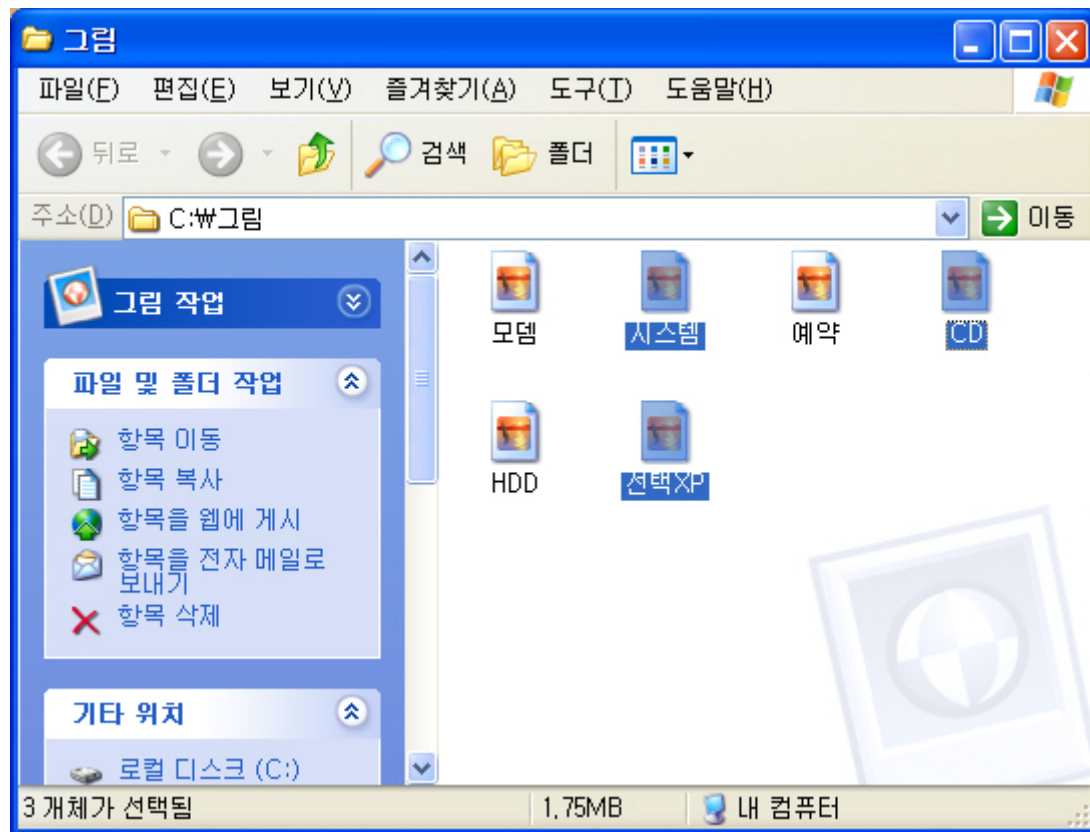 그림
파일(F) 편집(E) 보기(V) 즐겨찾기(A) 도구(T) 도움말(H)
뒤로 검색 폴더
주소(D) C:₩그림 이동
그림 작업
파일 및 폴더 작업
항목 이동
항목 복사
항목을 웹에 게시
항목을 전자 메일로
보내기
항목 삭제
기타 위치
로컬 디스크 (C:)
모뎀 시스템 예약 CD
HDD 선택XP
3 개체가 선택됨 1,75MB 내 컴퓨터